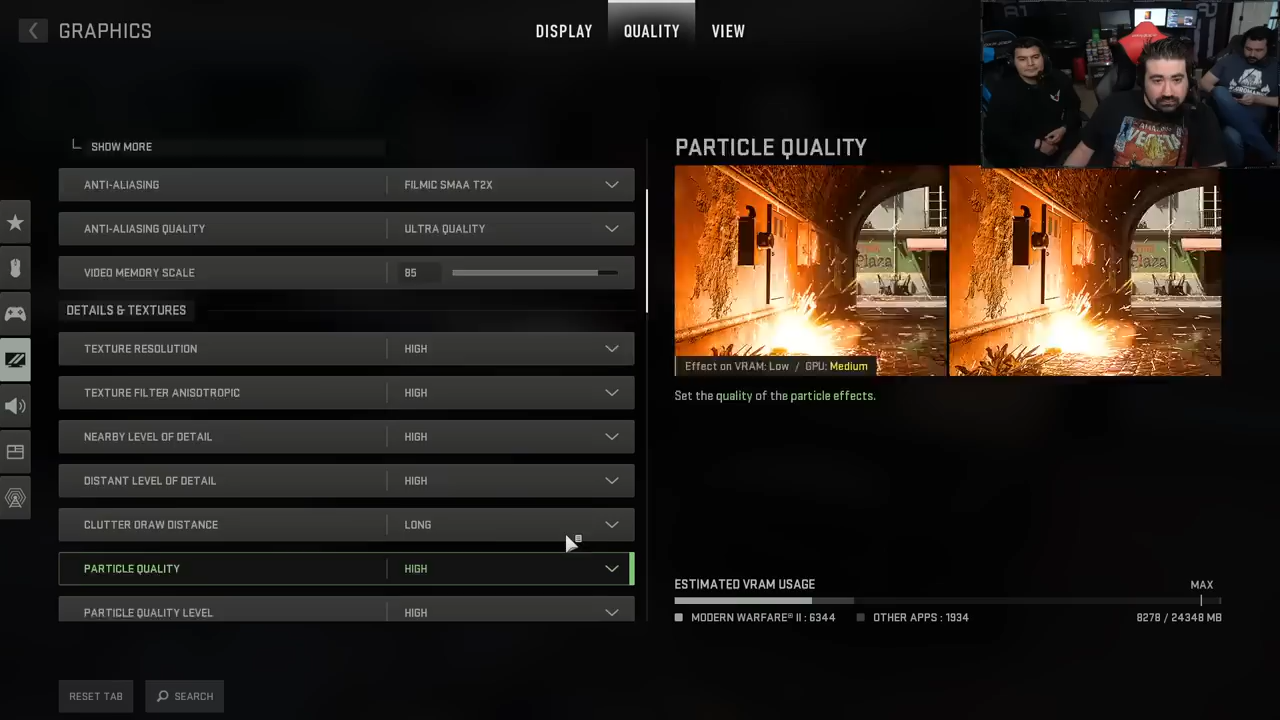 GRAPHICS
DISPLAY
QUALITY
VIEW
SHOW MORE
ANTI-ALIASING
FILMIC SMAA T2X
ANTI-ALIASING QUALITY
ULTRA QUALITY
VIDEO MEMORY SCALE
85
DETAILS & TEXTURES
TEXTURE RESOLUTION
HIGH
TEXTURE FILTER ANISOTROPIC
HIGH
NEARBY LEVEL OF DETAIL
HIGH
DISTANT LEVEL OF DETAIL
HIGH
CLUTTER DRAW DISTANCE
LONG
PARTICLE QUALITY
HIGH
PARTICLE QUALITY LEVEL
HIGH
RESET TAB
SEARCH
PARTICLE QUALITY
Plaza
Plaza
Effect on VRAM: Low / GPU: Medium
Set the quality of the particle effects.
ESTIMATED VRAM USAGE
MAX
MODERN WARFARE® II : 6344
OTHER APPS : 1934
8278 / 24348 MB